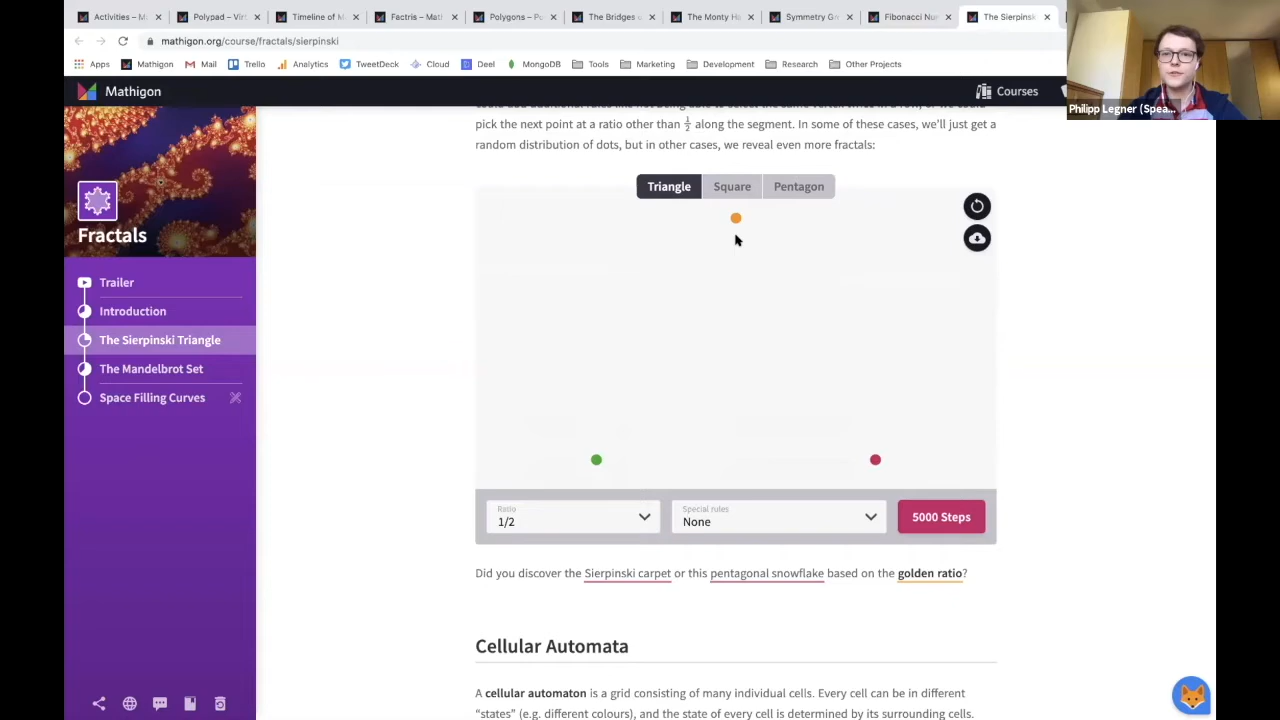 Activities – M
Polypad – Vir
Timeline of M
Factris – Mat
Polygons – P
The Bridges
The Monty H
Symmetry G
Fibonacci Nu
The Sierpinsk
mathigon.org/course/fractals/sierpinski
Apps
Mathigon
Mail
Trello
Analytics
TweetDeck
Cloud
Deel
MongoDB
Tools
Marketing
Development
Research
Other Projects
Mathigon
Courses
Philipp Legner (Spea...
Fractals
Trailer
Introduction
The Sierpinski Triangle
The Mandelbrot Set
Space Filling Curves
pick the next point at a ratio other than 1/2 along the segment. In some of these cases, we’ll just get a
random distribution of dots, but in other cases, we reveal even more fractals:
Triangle
Square
Pentagon
Ratio
1/2
Special rules
None
5000 Steps
Did you discover the Sierpinski carpet or this pentagonal snowflake based on the golden ratio?
Cellular Automata
A cellular automaton is a grid consisting of many individual cells. Every cell can be in different
“states” (e.g. different colours), and the state of every cell is determined by its surrounding cells.